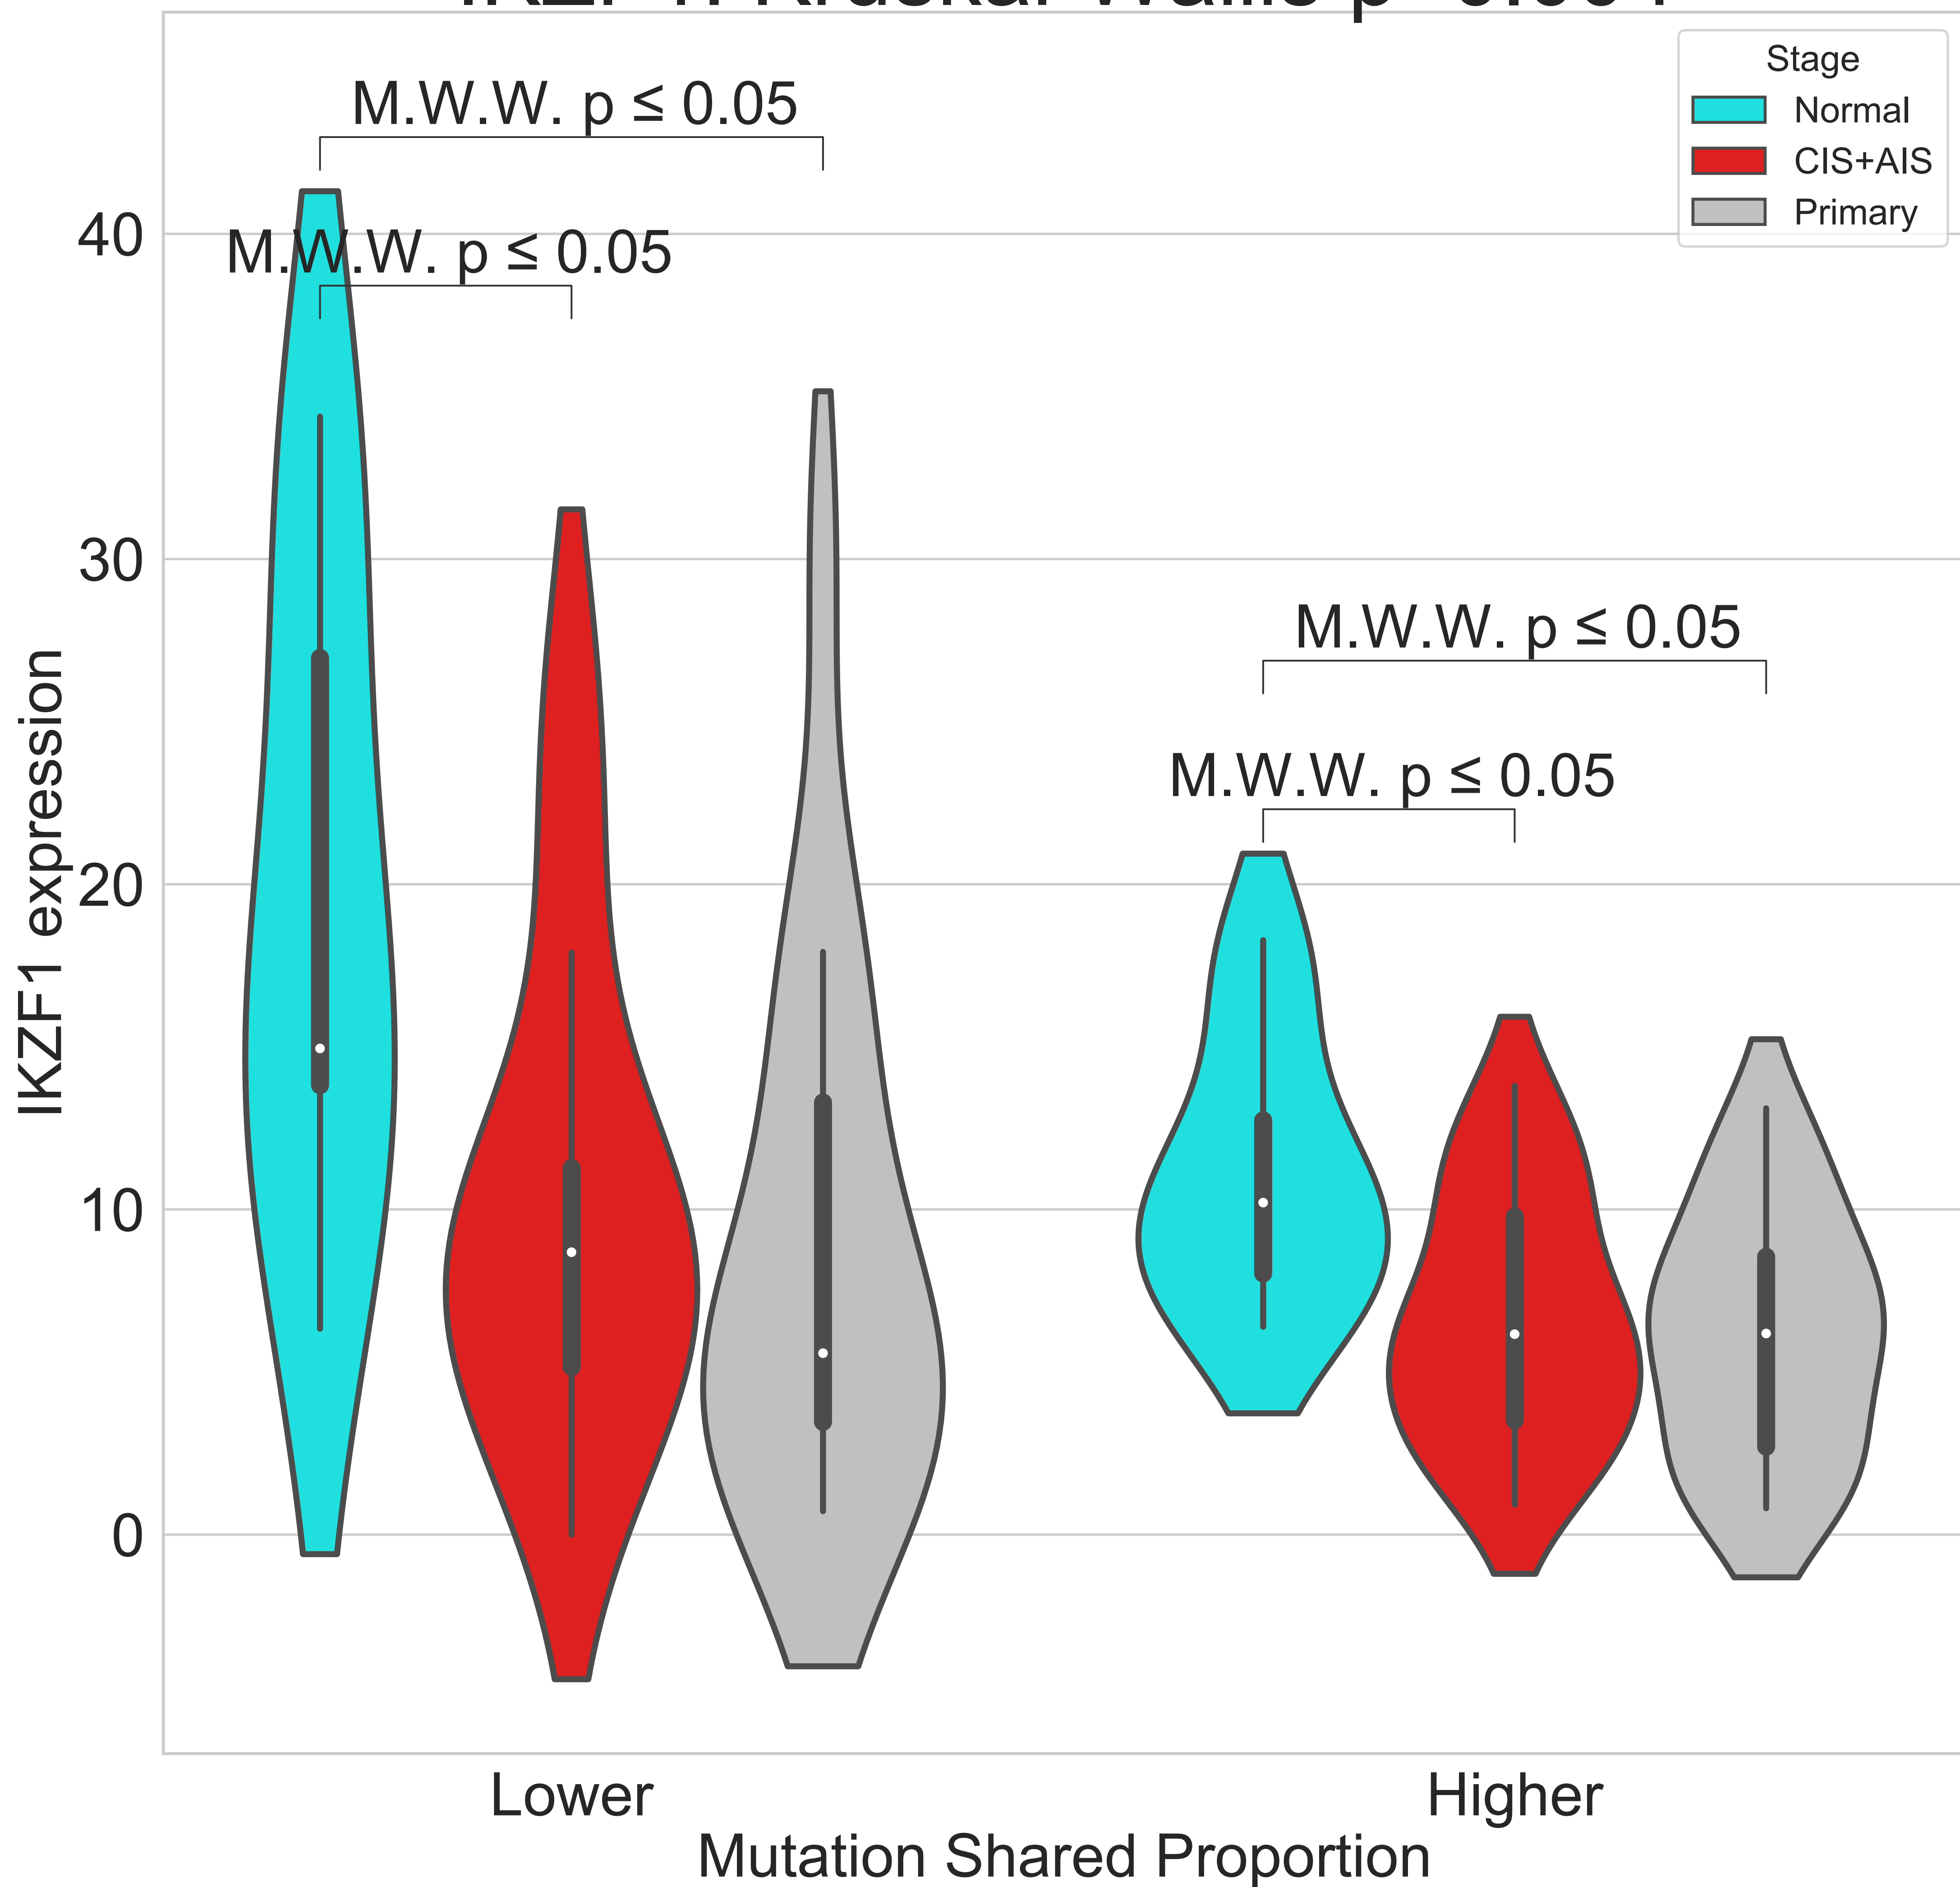 Stage
Normal
CIS+AIS
Primary
M.W.W. p ≤ 0.05
M.W.W. p ≤ 0.05
M.W.W. p ≤ 0.05
M.W.W. p ≤ 0.05
40
30
20
10
0
IKZF1 expression
Lower
Higher
Mutation Shared Proportion